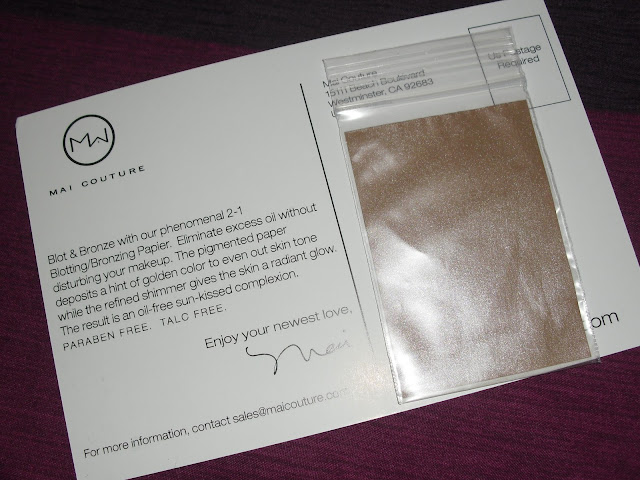 MW
MAI COUTURE
Blot & Bronze with our phenomenal 2-1
Blotting/Bronzing Paper. Eliminate excess oil without
disturbing your makeup. The pigmented paper
deposits a hint of golden color to even out skin tone
while the refined shimmer gives the skin a radiant glow.
The result is an oil-free sun-kissed complexion.
PARABEN FREE. TALC FREE.
Enjoy your newest love,
Mai
For more information, contact sales@maicouture.com
Mai Couture
15111 Beach Boulevard
Westminster, CA 92683
US Postage
Required
.com